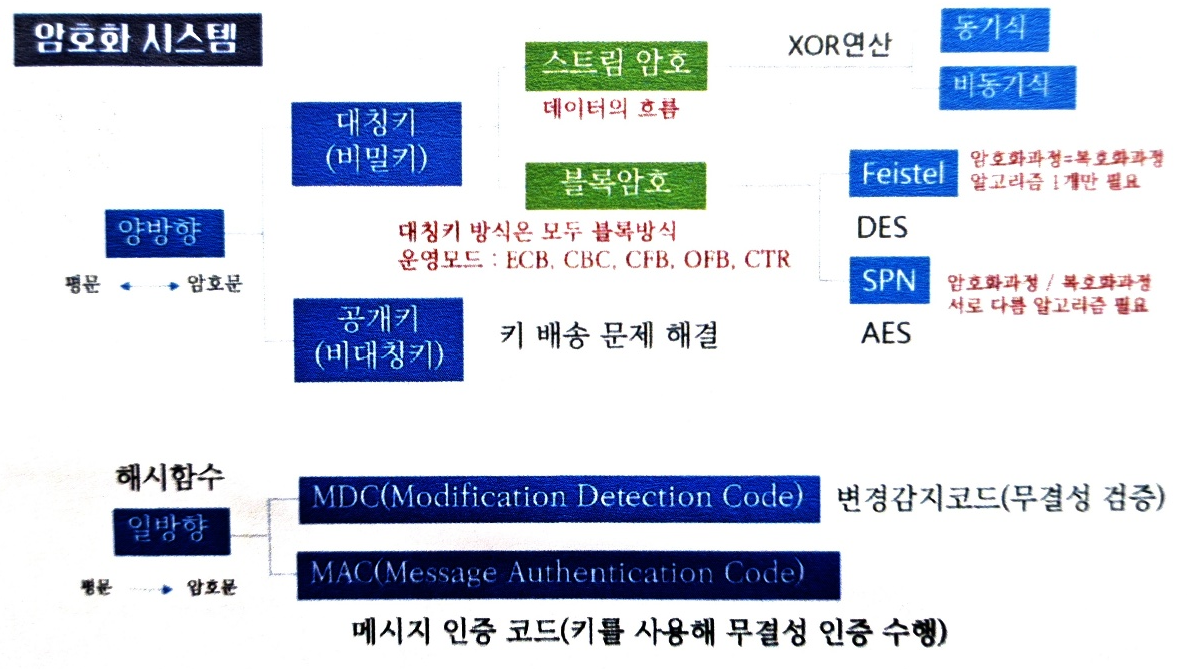 암호화 시스템
양방향
평문 암호문
대칭키
(비밀키)
스트림 암호
데이터의 흐름
XOR연산
동기식
비동기식
블록암호
대칭키 방식은 모두 블록방식
운영모드 : ECB, CBC, CFB, OFB, CTR
Feistel
암호화과정=복호화과정
알고리즘 1개만 필요
DES
SPN
암호화과정 / 복호화과정
서로 다름 알고리즘 필요
AES
공개키
(비대칭키)
키 배송 문제 해결
해시함수
일방향
평문 암호문
MDC(Modification Detection Code)
변경감지코드(무결성 검증)
MAC(Message Authentication Code)
메시지 인증 코드(키를 사용해 무결성 인증 수행)